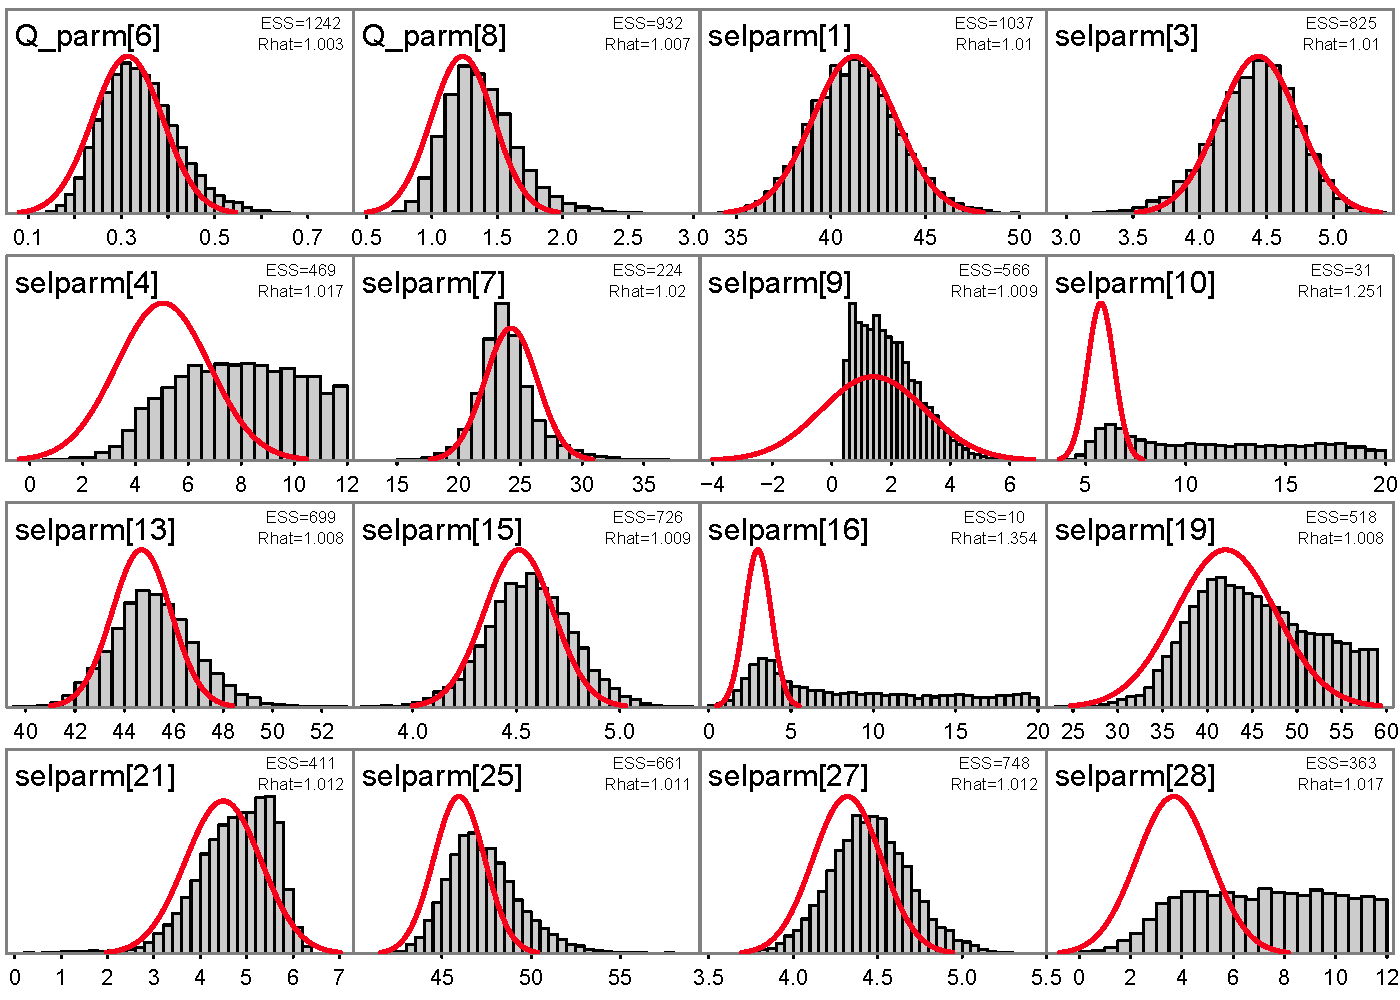 Q_parm[6]
ESS=1242
Rhat=1.003
0.1 0.3 0.5 0.7
Q_parm[8]
ESS=932
Rhat=1.007
0.5 1.0 1.5 2.0 2.5 3.0
selparm[1]
ESS=1037
Rhat=1.01
35 40 45 50
selparm[3]
ESS=825
Rhat=1.01
3.0 3.5 4.0 4.5 5.0
selparm[4]
ESS=469
Rhat=1.017
0 2 4 6 8 10 12
selparm[7]
ESS=224
Rhat=1.02
15 20 25 30 35
selparm[9]
ESS=566
Rhat=1.009
−4 −2 0 2 4 6
selparm[10]
ESS=31
Rhat=1.251
5 10 15 20
selparm[13]
ESS=699
Rhat=1.008
40 42 44 46 48 50 52
selparm[15]
ESS=726
Rhat=1.009
4.0 4.5 5.0
selparm[16]
ESS=10
Rhat=1.354
0 5 10 15 20
selparm[19]
ESS=518
Rhat=1.008
25 30 35 40 45 50 55 60
selparm[21]
ESS=411
Rhat=1.012
0 1 2 3 4 5 6 7
selparm[25]
ESS=661
Rhat=1.011
45 50 55
selparm[27]
ESS=748
Rhat=1.012
3.5 4.0 4.5 5.0 5.5
selparm[28]
ESS=363
Rhat=1.017
0 2 4 6 8 10 12